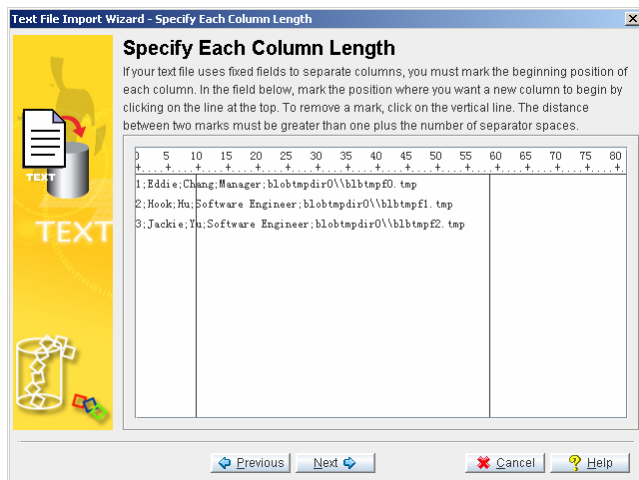 Text File Import Wizard - Specify Each Column Length
Specify Each Column Length
If your text file uses fixed fields to separate columns, you must mark the beginning position of
each column. In the field below, mark the position where you want a new column to begin by
clicking on the line at the top. To remove a mark, click on the vertical line. The distance
between two marks must be greater than one plus the number of separator spaces.
0 5 10 15 20 25 30 35 40 45 50 55 60 65 70 75 80
+....+....+....+....+....+....+....+....+....+....+....+....+....+....+....+....+.
1;Eddie;Chang;Manager;blobtmpdir0\\blbtmpf0.tmp
2;Hook;Hu;Software Engineer;blobtmpdir0\\blbtmpf1.tmp
3;Jackie;Yu;Software Engineer;blobtmpdir0\\blbtmpf2.tmp
TEXT
TEXT
Previous Next Cancel Help